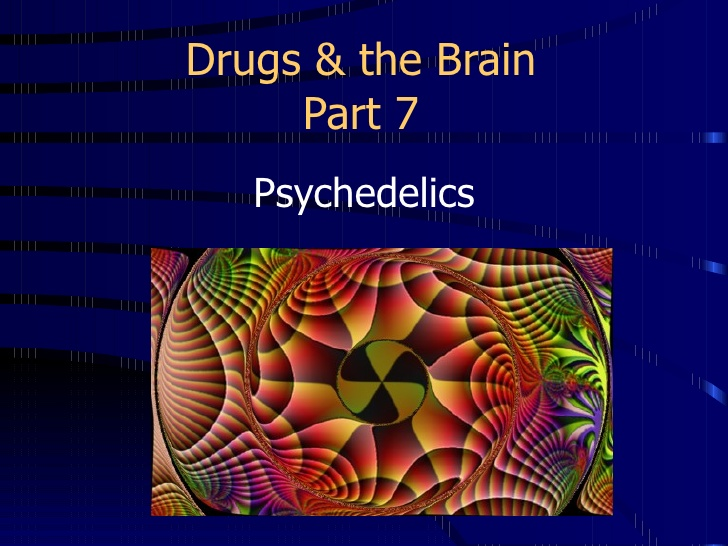 Drugs & the Brain
Part 7
Psychedelics